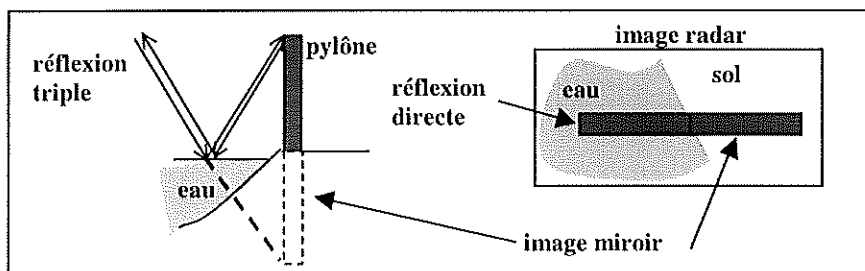 réflexion
triple
pylône
eau
image radar
réflexion
directe
eau
sol
image miroir